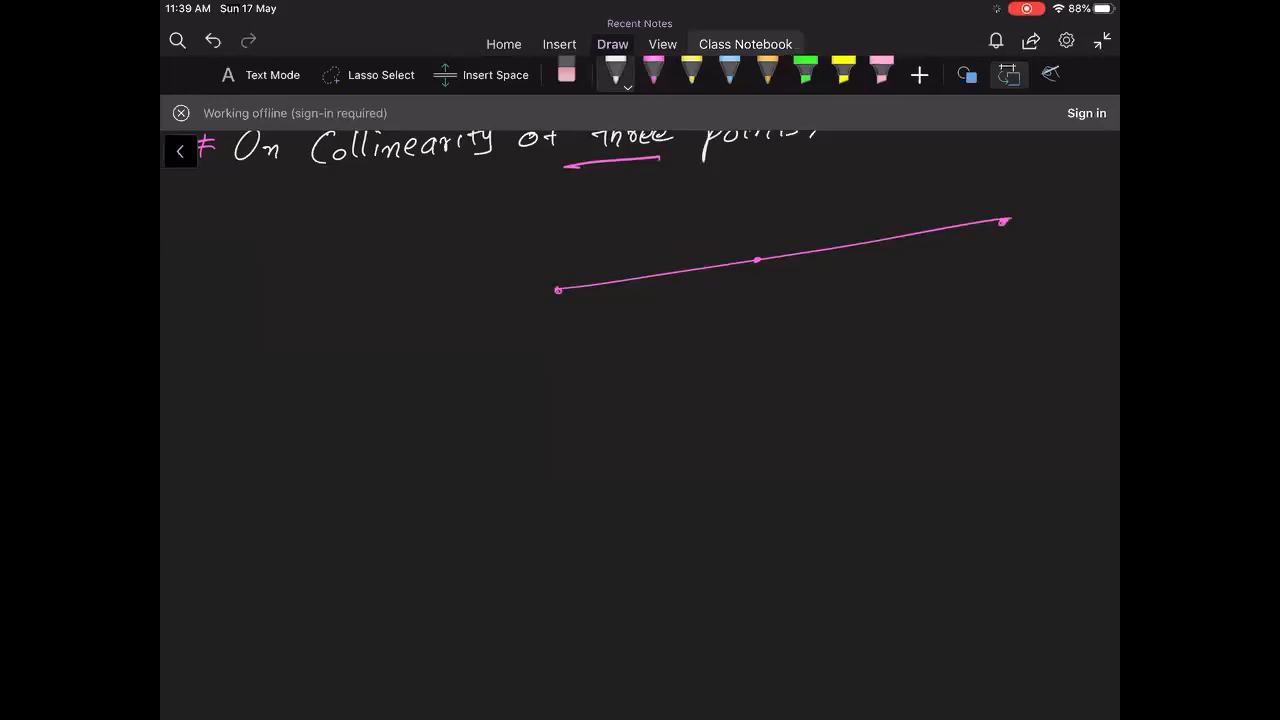 11:39 AM Sun 17 May
88%
Recent Notes
Home Insert Draw View Class Notebook
Text Mode Lasso Select Insert Space
Working offline (sign-in required) Sign in
On Collinearity of three points,